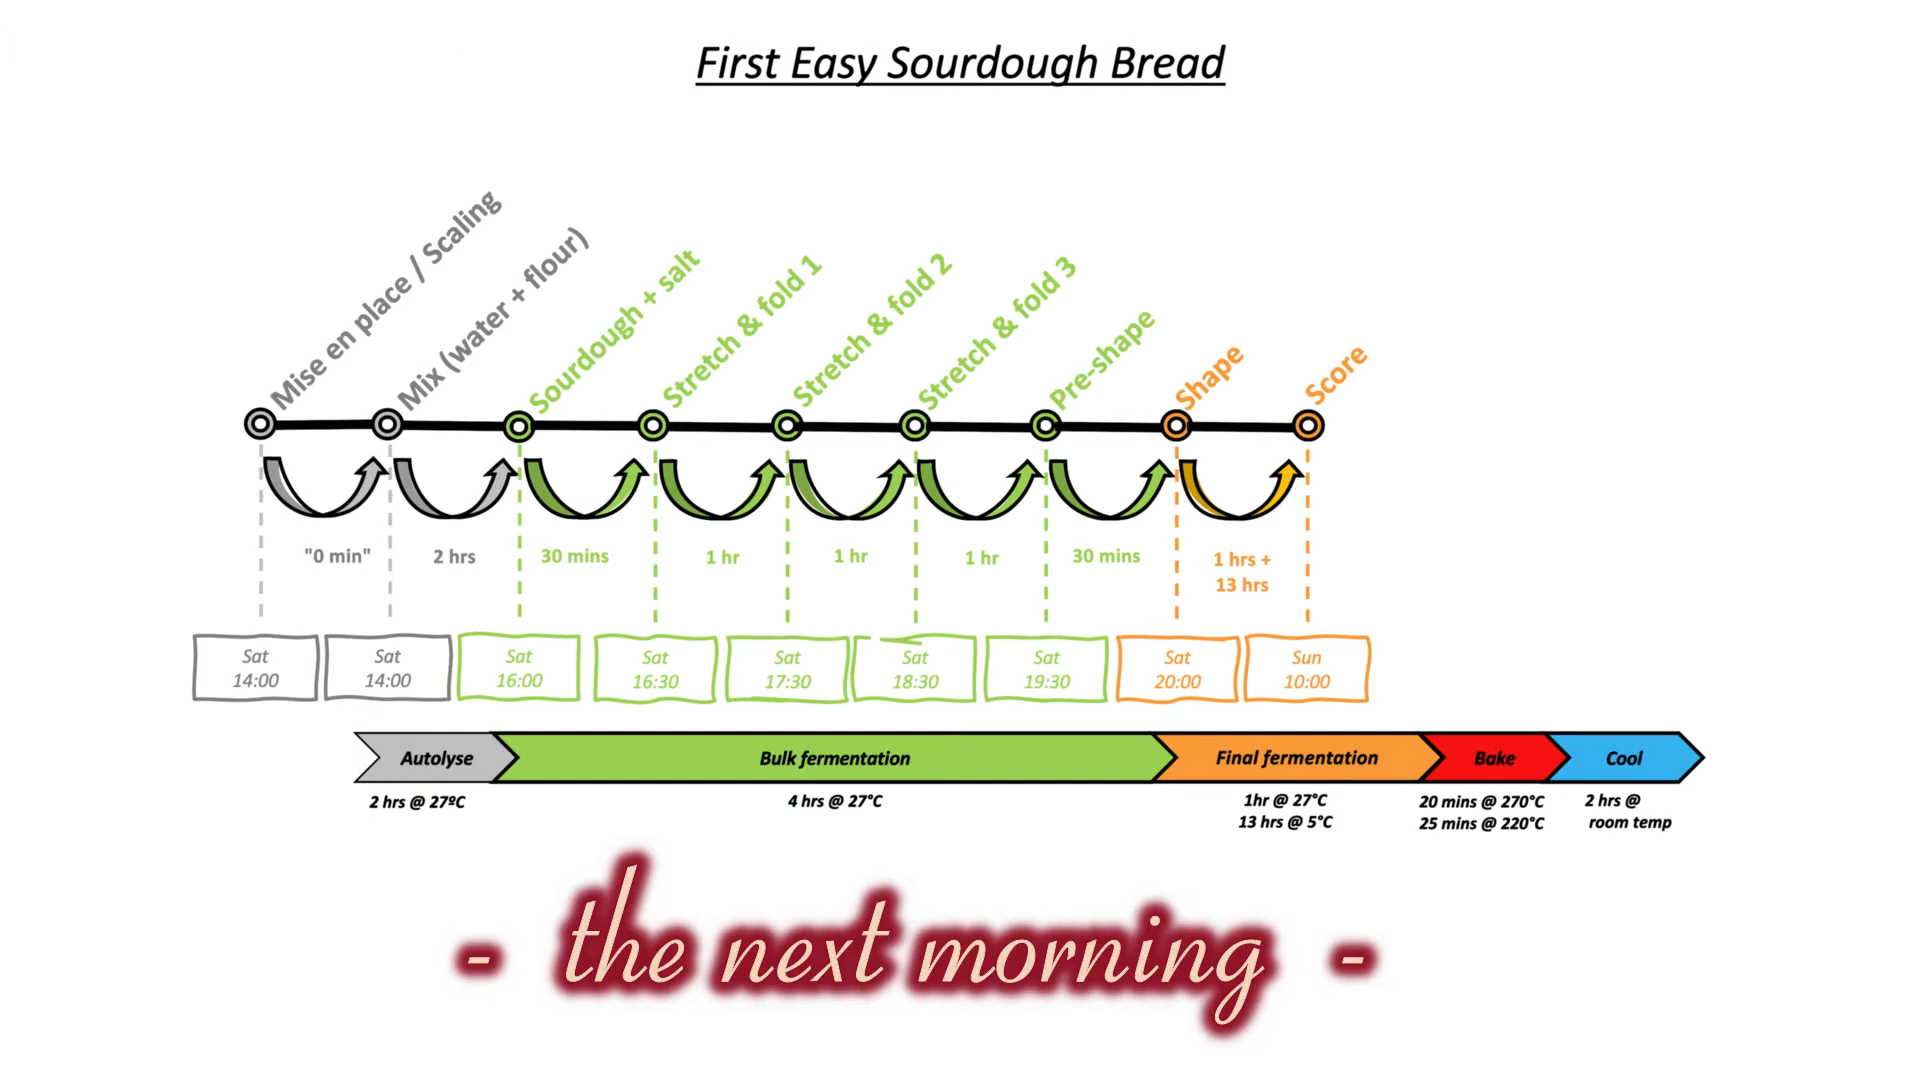 First Easy Sourdough Bread
Mise en place / Scaling
Mix (water + flour)
Sourdough + salt
Stretch & fold 1
Stretch & fold 2
Stretch & fold 3
Pre-shape
Shape
Score
"0 min"
2 hrs
30 mins
1 hr
1 hr
1 hr
30 mins
1 hrs +
13 hrs
Sat
14:00
Sat
14:00
Sat
16:00
Sat
16:30
Sat
17:30
Sat
18:30
Sat
19:30
Sat
20:00
Sun
10:00
Autolyse
Bulk fermentation
Final fermentation
Bake
Cool
2 hrs @ 27ºC
4 hrs @ 27°C
1hr @ 27°C
13 hrs @ 5°C
20 mins @ 270°C
25 mins @ 220°C
2 hrs @
room temp
- the next morning -